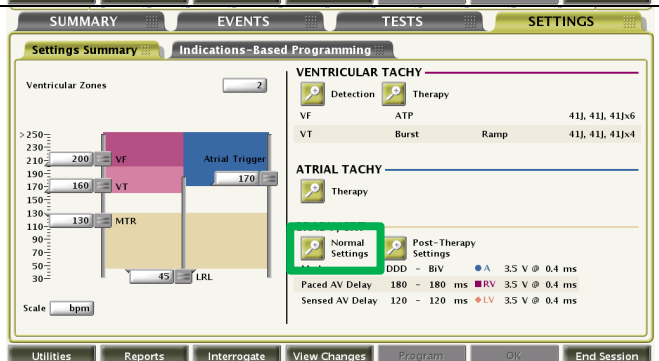 SUMMARY EVENTS TESTS SETTINGS
Settings Summary Indications-Based Programming
Ventricular Zones 2
>250
230
210
190
170
150
130
110
90
70
50
30
200 VF
160 VT
130 MTR
Atrial Trigger
170
45 LRL
Scale bpm
VENTRICULAR TACHY
Detection Therapy
VF ATP 41J, 41J, 41Jx6
VT Burst Ramp 41J, 41J, 41Jx4
ATRIAL TACHY
Therapy
Normal Settings
Post-Therapy Settings
DDD - BiV A 3.5 V @ 0.4 ms
Paced AV Delay 180 - 180 ms RV 3.5 V @ 0.4 ms
Sensed AV Delay 120 - 120 ms LV 3.5 V @ 0.4 ms
Utilities Reports Interrogate View Changes Program OK End Session